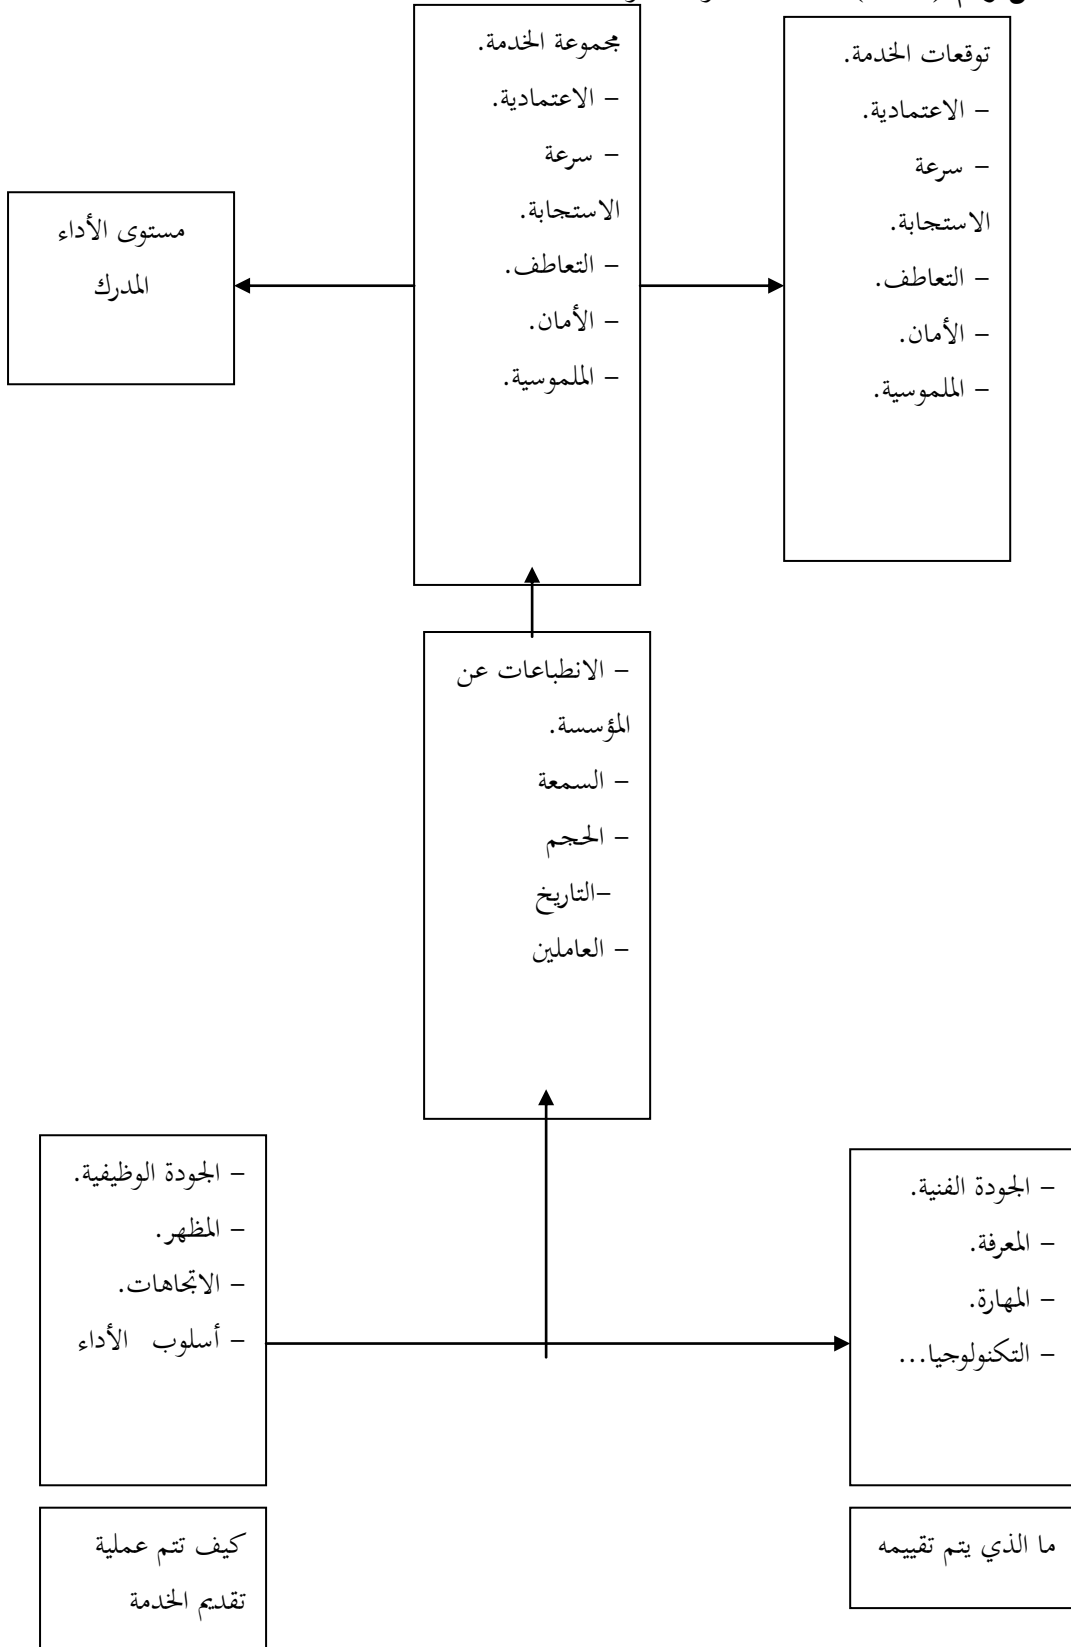 توقعات الخدمة.
– الاعتمادية.
– سرعة
الاستجابة.
– التعاطف.
– الأمان.
– الملموسية.
مجموعة الخدمة.
– الاعتمادية.
– سرعة
الاستجابة.
– التعاطف.
– الأمان.
– الملموسية.
مستوى الأداء
المدرك
– الانطباعات عن
المؤسسة.
– السمعة
– الحجم
–التاريخ
– العاملين
– الجودة الفنية.
– المعرفة.
– المهارة.
– التكنولوجيا...
– الجودة الوظيفية.
– المظهر.
– الاتجاهات.
– أسلوب الأداء
ما الذي يتم تقييمه
كيف تتم عملية
تقديم الخدمة